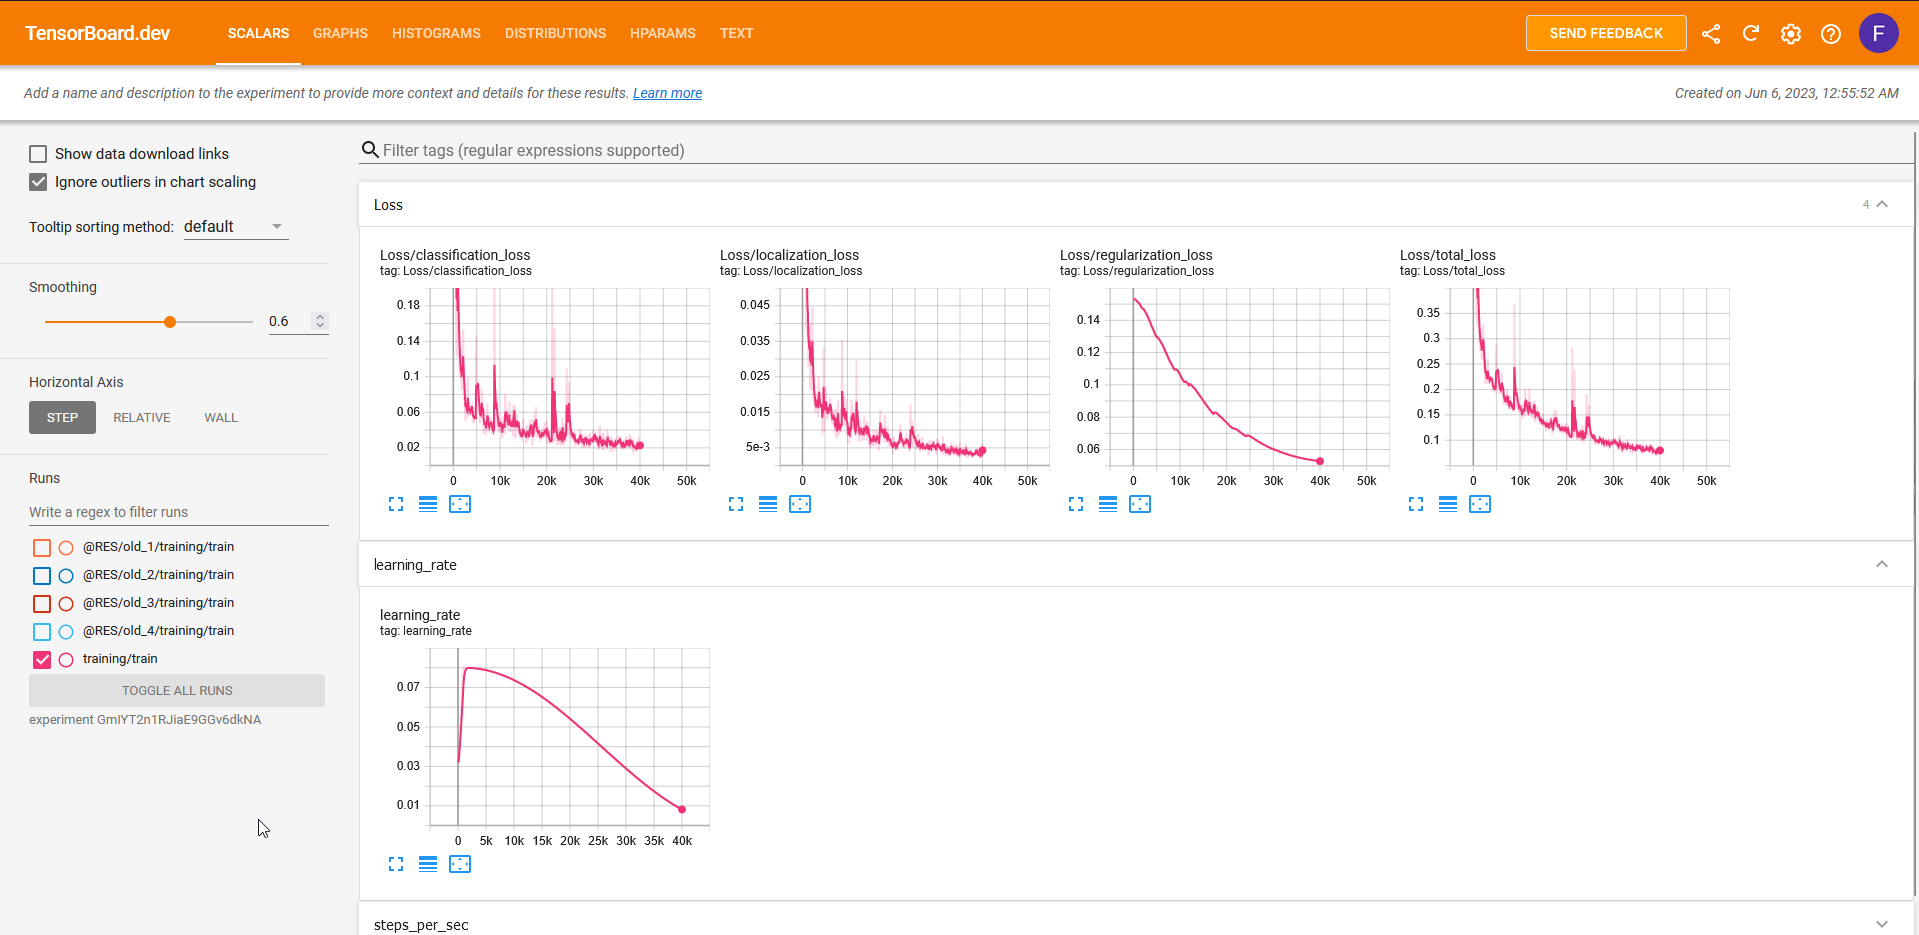 TensorBoard.dev SCALARS GRAPHS HISTOGRAMS DISTRIBUTIONS HPARAMS TEXT SEND FEEDBACK F
Add a name and description to the experiment to provide more context and details for these results. Learn more Created on Jun 6, 2023, 12:55:52 AM
Show data download links
Ignore outliers in chart scaling
Tooltip sorting method: default
Smoothing
0.6
Horizontal Axis
STEP RELATIVE WALL
Runs
Write a regex to filter runs
@RES/old_1/training/train
@RES/old_2/training/train
@RES/old_3/training/train
@RES/old_4/training/train
training/train
TOGGLE ALL RUNS
experiment GmIYT2n1RJiaE9GGv6dkNA
Filter tags (regular expressions supported)
Loss 4
Loss/classification_loss
tag: Loss/classification_loss
0.18
0.14
0.1
0.06
0.02
0 10k 20k 30k 40k 50k
Loss/localization_loss
tag: Loss/localization_loss
0.045
0.035
0.025
0.015
5e-3
0 10k 20k 30k 40k 50k
Loss/regularization_loss
tag: Loss/regularization_loss
0.14
0.12
0.1
0.08
0.06
0 10k 20k 30k 40k 50k
Loss/total_loss
tag: Loss/total_loss
0.35
0.3
0.25
0.2
0.15
0.1
0 10k 20k 30k 40k 50k
learning_rate
learning_rate
tag: learning_rate
0.07
0.05
0.03
0.01
0 5k 10k 15k 20k 25k 30k 35k 40k
steps_per_sec